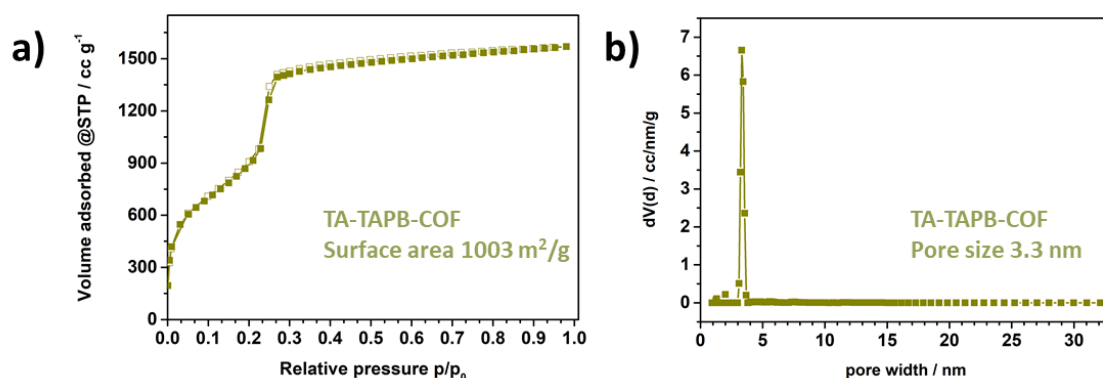 a)
Volume adsorbed @STP / cc g⁻¹
1500
1200
900
600
300
0
0.0 0.1 0.2 0.3 0.4 0.5 0.6 0.7 0.8 0.9 1.0
Relative pressure p/p₀
TA-TAPB-COF
Surface area 1003 m²/g
b)
dV(d) / cc/nm/g
7
6
5
4
3
2
1
0
0 5 10 15 20 25 30
pore width / nm
TA-TAPB-COF
Pore size 3.3 nm